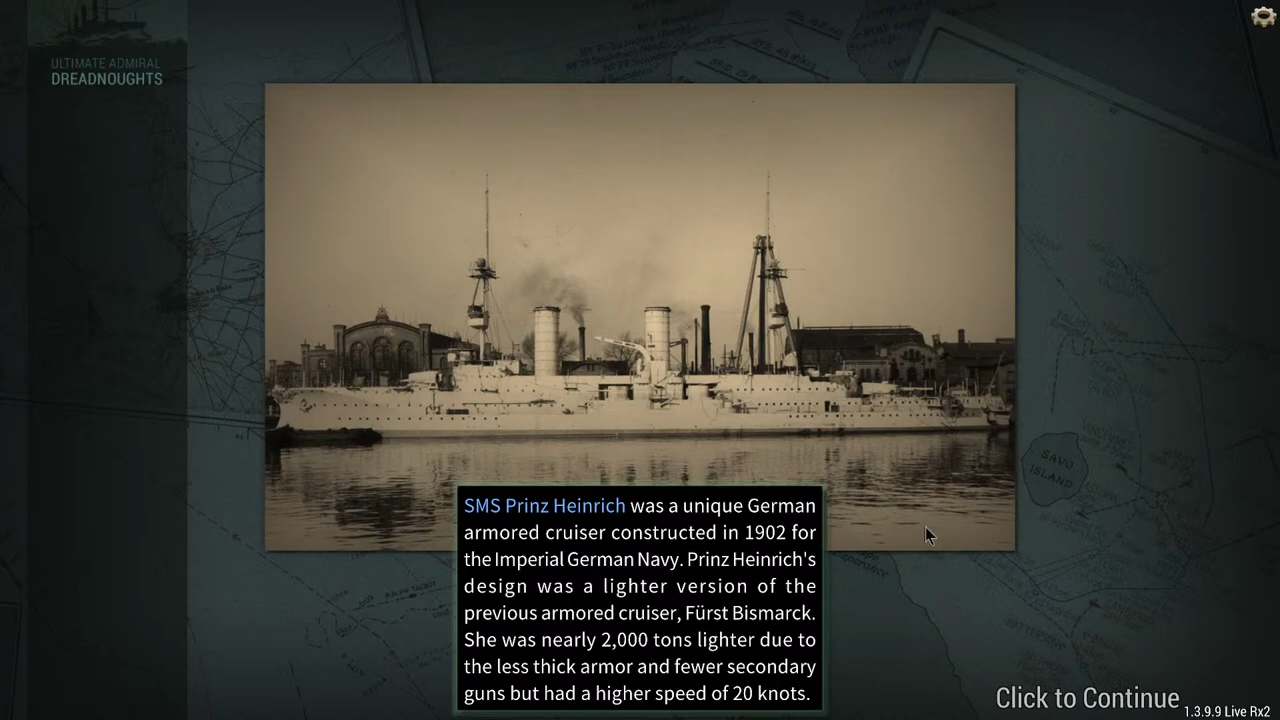 ULTIMATE ADMIRAL
DREADNOUGHTS
SAVO
ISLAND
SMS Prinz Heinrich was a unique German
armored cruiser constructed in 1902 for
the Imperial German Navy. Prinz Heinrich's
design was a lighter version of the
previous armored cruiser, Fürst Bismarck.
She was nearly 2,000 tons lighter due to
the less thick armor and fewer secondary
guns but had a higher speed of 20 knots.
Click to Continue
1.3.9.9 Live Rx2